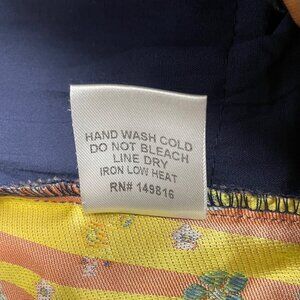 HAND WASH COLD
DO NOT BLEACH
LINE DRY
IRON LOW HEAT
RN# 149816